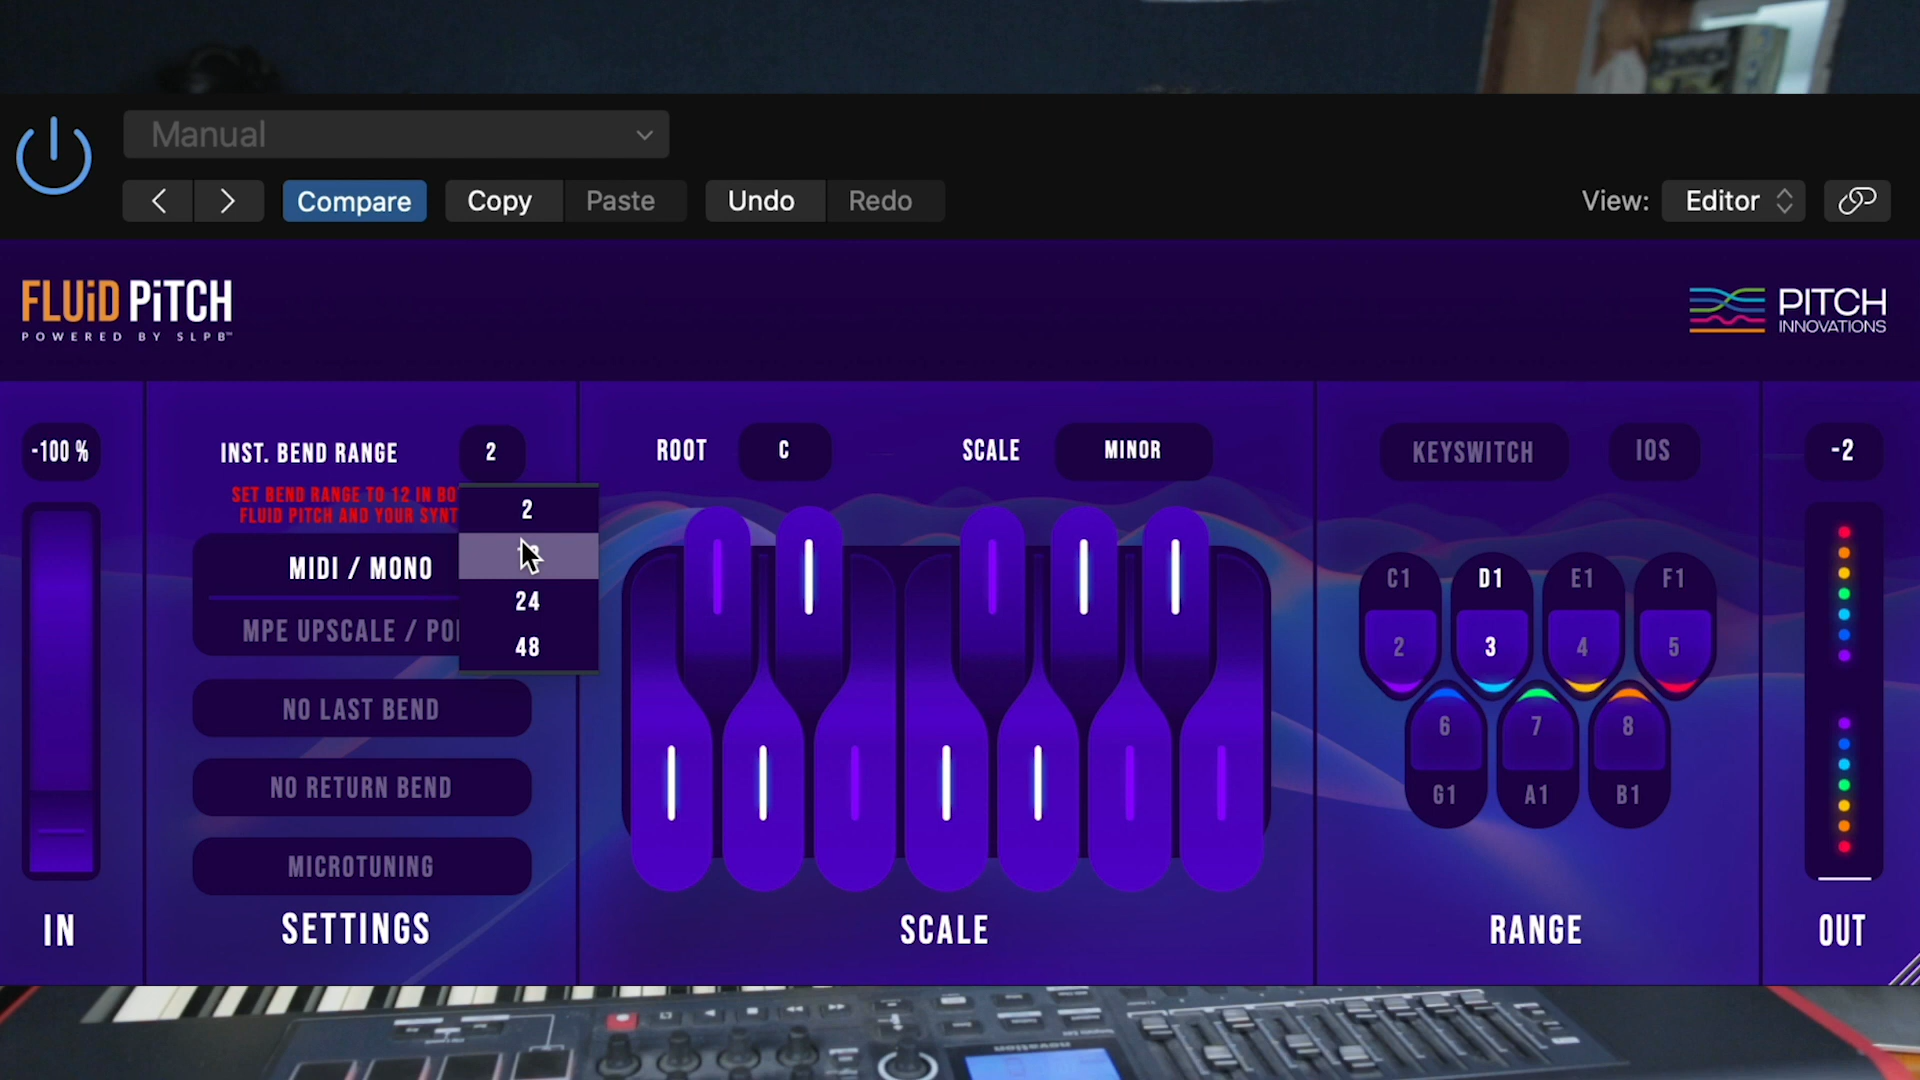 Manual
Compare
Copy
Paste
Undo
Redo
View:
Editor
FLUiD PiTCH
POWERED BY SLPB™
PITCH
INNOVATIONS
-100 %
IN
INST. BEND RANGE
2
SET BEND RANGE TO 12 IN
FLUID PITCH AND YOUR
2
24
48
MIDI / MONO
MPE UPSCALE /
NO LAST BEND
NO RETURN BEND
MICROTUNING
SETTINGS
ROOT
C
SCALE
MINOR
SCALE
KEYSWITCH
IOS
C1
D1
E1
F1
2
3
4
5
6
7
8
G1
A1
B1
RANGE
-2
OUT
novation